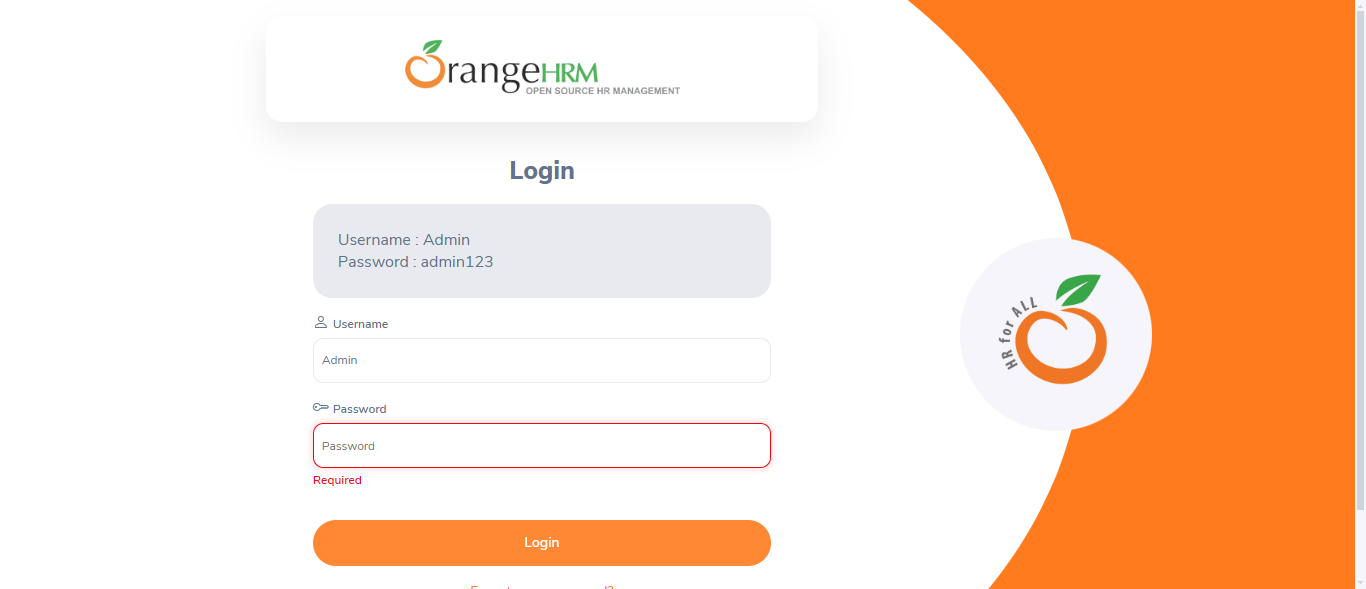 OrangeHRM
OPEN SOURCE HR MANAGEMENT
Login
Username : Admin
Password : admin123
Username
Admin
Password
Password
Required
Login
HR for ALL